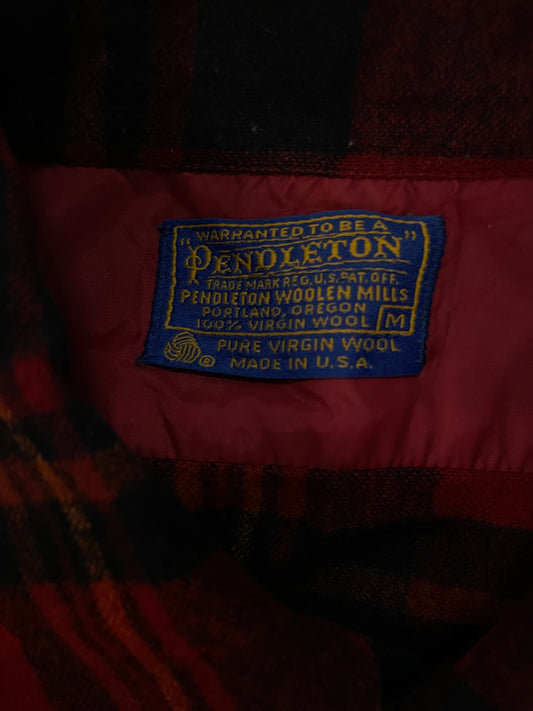 WARRANTED TO BE A
"PENDLETON"
TRADE MARK REG. U.S. PAT. OFF.
PENDLETON WOOLEN MILLS
PORTLAND, OREGON
100% VIRGIN WOOL M
® PURE VIRGIN WOOL
MADE IN U.S.A.